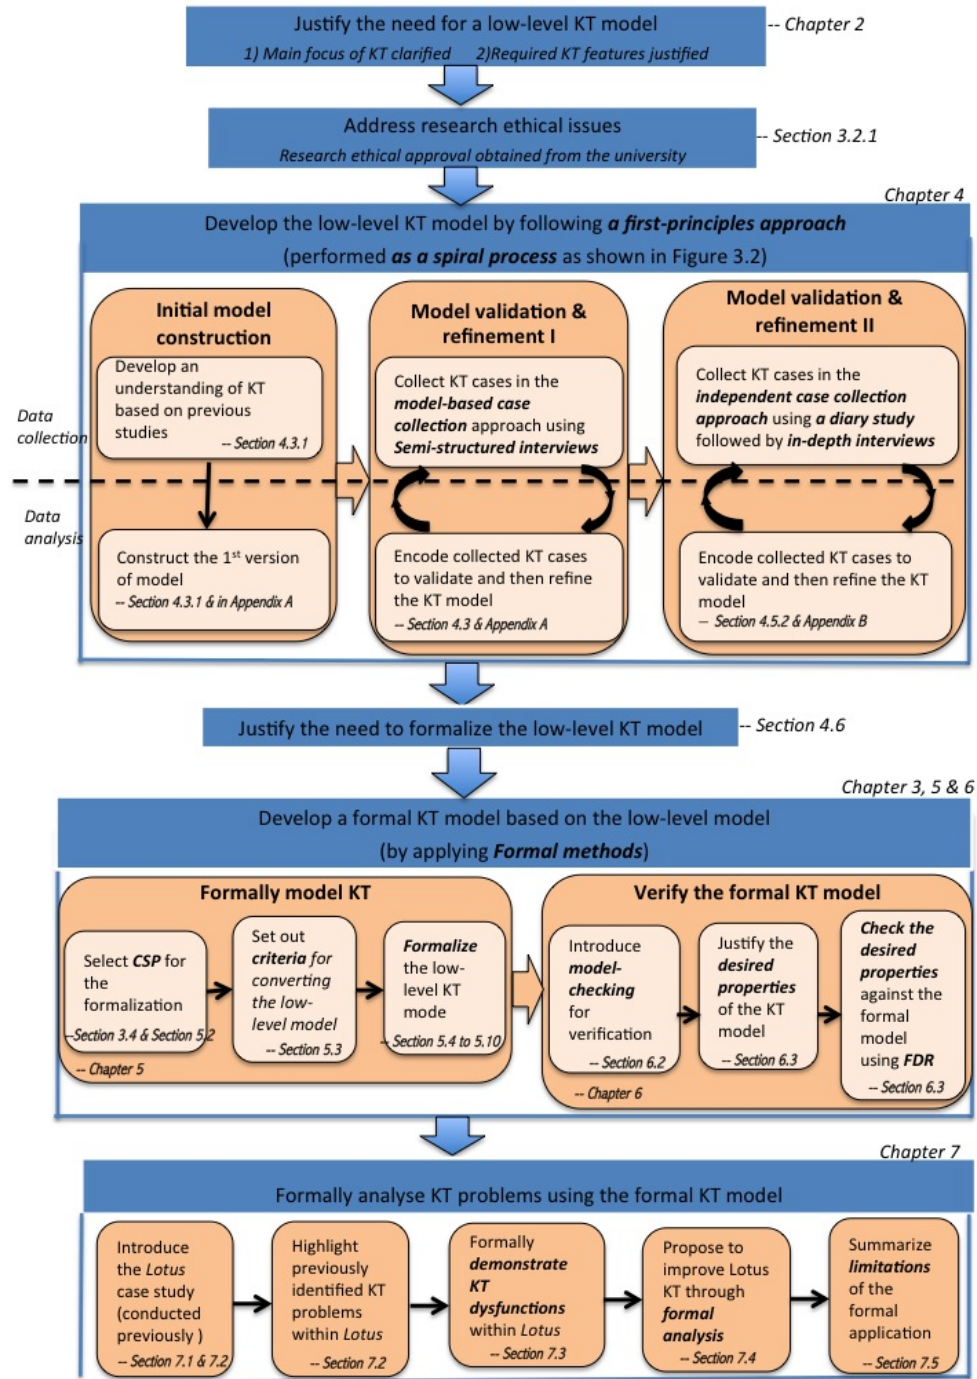 Justify the need for a low-level KT model
1) Main focus of KT clarified 2)Required KT features justified
-- Chapter 2
Address research ethical issues
Research ethical approval obtained from the university
-- Section 3.2.1
Chapter 4
Develop the low-level KT model by following a first-principles approach
(performed as a spiral process as shown in Figure 3.2)
Initial model
construction
Develop an
understanding of KT
based on previous
studies
-- Section 4.3.1
Construct the 1st version
of model
-- Section 4.3.1 & in Appendix A
Model validation &
refinement I
Collect KT cases in the
model-based case
collection approach using
Semi-structured interviews
Encode collected KT cases
to validate and then refine
the KT model
-- Section 4.3 & Appendix A
Model validation &
refinement II
Collect KT cases in the
independent case collection
approach using a diary study
followed by in-depth interviews
Encode collected KT cases to
validate and then refine the KT
model
-- Section 4.5.2 & Appendix B
Data
collection
Data
analysis
Justify the need to formalize the low-level KT model
-- Section 4.6
Chapter 3, 5 & 6
Develop a formal KT model based on the low-level model
(by applying Formal methods)
Formally model KT
Select CSP for
the
formalization
--Section 3.4 & Section 5.2
-- Chapter 5
Set out
criteria for
converting
the low-
level model
-- Section 5.3
Formalize
the low-
level KT
mode
-- Section 5.4 to 5.10
Verify the formal KT model
Introduce
model-
checking
for
verification
-- Section 6.2
-- Chapter 6
Justify the
desired
properties
of the KT
model
-- Section 6.3
Check the
desired
properties
against the
formal
model
using FDR
-- Section 6.3
Chapter 7
Formally analyse KT problems using the formal KT model
Introduce
the Lotus
case study
(conducted
previously )
-- Section 7.1 & 7.2
Highlight
previously
identified KT
problems
within Lotus
-- Section 7.2
Formally
demonstrate
KT
dysfunctions
within Lotus
-- Section 7.3
Propose to
improve Lotus
KT through
formal
analysis
-- Section 7.4
Summarize
limitations
of the
formal
application
-- Section 7.5